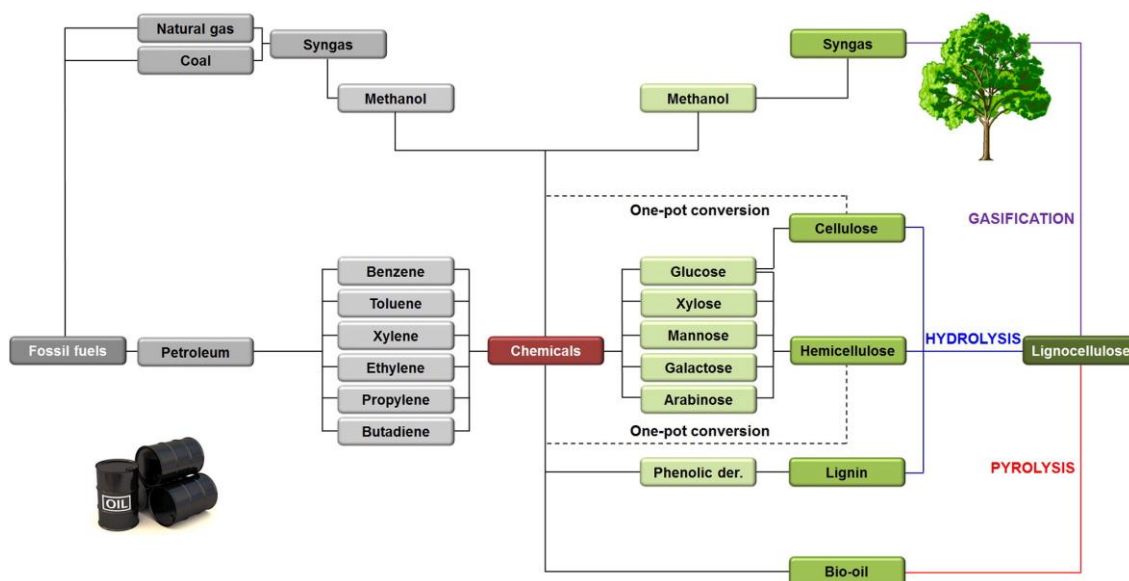 Natural gas
Coal
Syngas
Methanol
Methanol
Syngas
One-pot conversion
Cellulose
GASIFICATION
Benzene
Toluene
Xylene
Ethylene
Propylene
Butadiene
Fossil fuels
Petroleum
Chemicals
Glucose
Xylose
Mannose
Galactose
Arabinose
Hemicellulose
HYDROLYSIS
Lignocellulose
One-pot conversion
Phenolic der.
Lignin
PYROLYSIS
OIL
Bio-oil